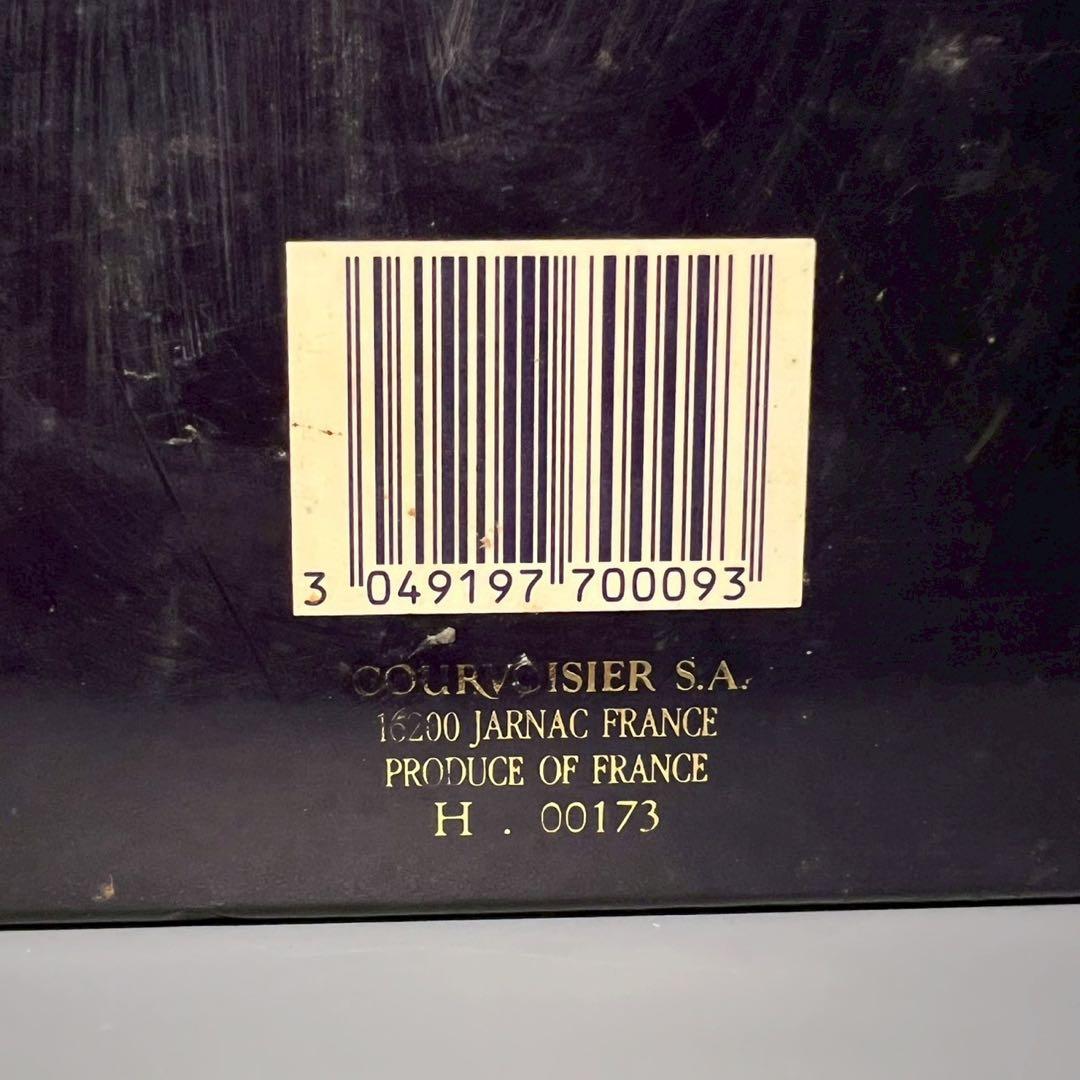 3 049197 700093
COURVOISIER S.A.
16200 JARNAC FRANCE
PRODUCE OF FRANCE
H . 00173